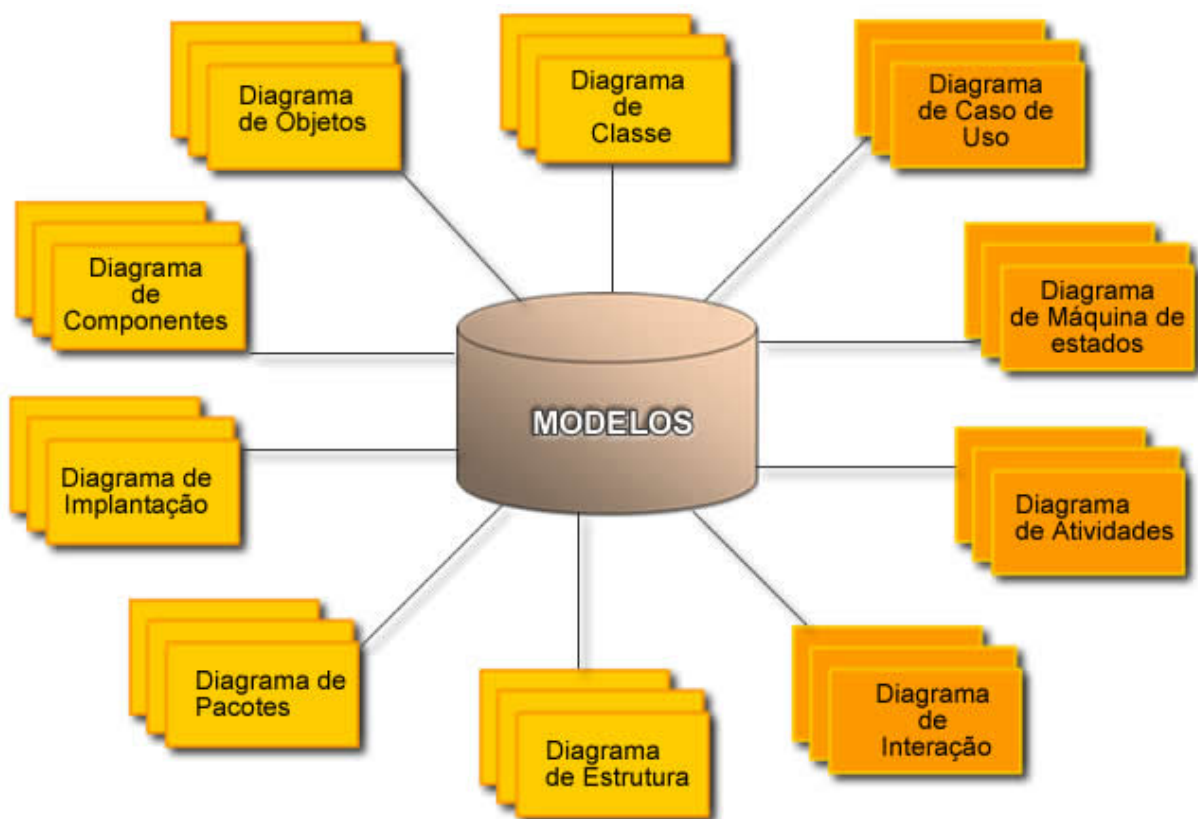 Diagrama
de Objetos
Diagrama
de
Classe
Diagrama
de Caso de
Uso
Diagrama
de
Componentes
Diagrama
de Máquina de
estados
MODELOS
Diagrama de
Implantação
Diagrama
de Atividades
Diagrama de
Pacotes
Diagrama
de Estrutura
Diagrama
de
Interação